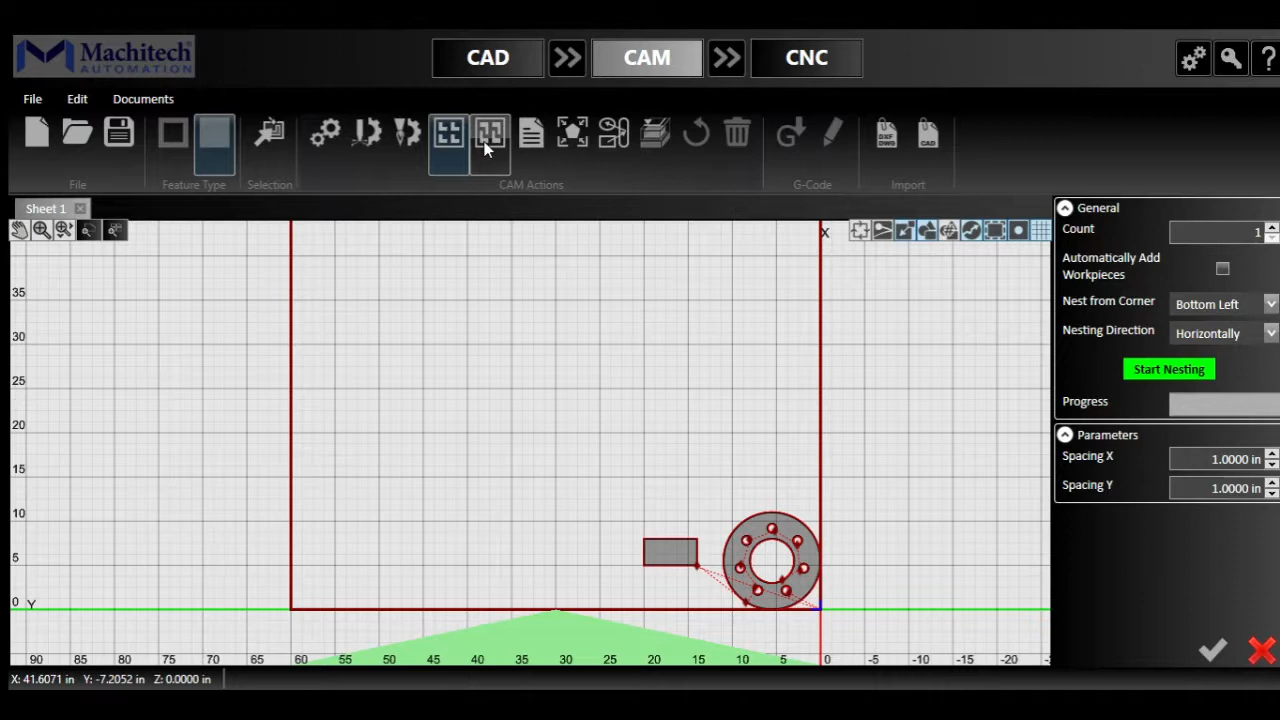 Machitech
AUTOMATION
CAD
CAM
CNC
File Edit Documents
File Feature Type Selection CAM Actions G-Code Import
DXF
DWG
CAD
Sheet 1
General
Count 1
Automatically Add
Workpieces
Nest from Corner Bottom Left
Nesting Direction Horizontally
Start Nesting
Progress
Parameters
Spacing X 1.0000 in
Spacing Y 1.0000 in
X
35
30
25
20
15
10
5
0 Y
90 85 80 75 70 65 60 55 50 45 40 35 30 25 20 15 10 5 0 -5 -10 -15 -20
X: 41.6071 in Y: -7.2052 in Z: 0.0000 in